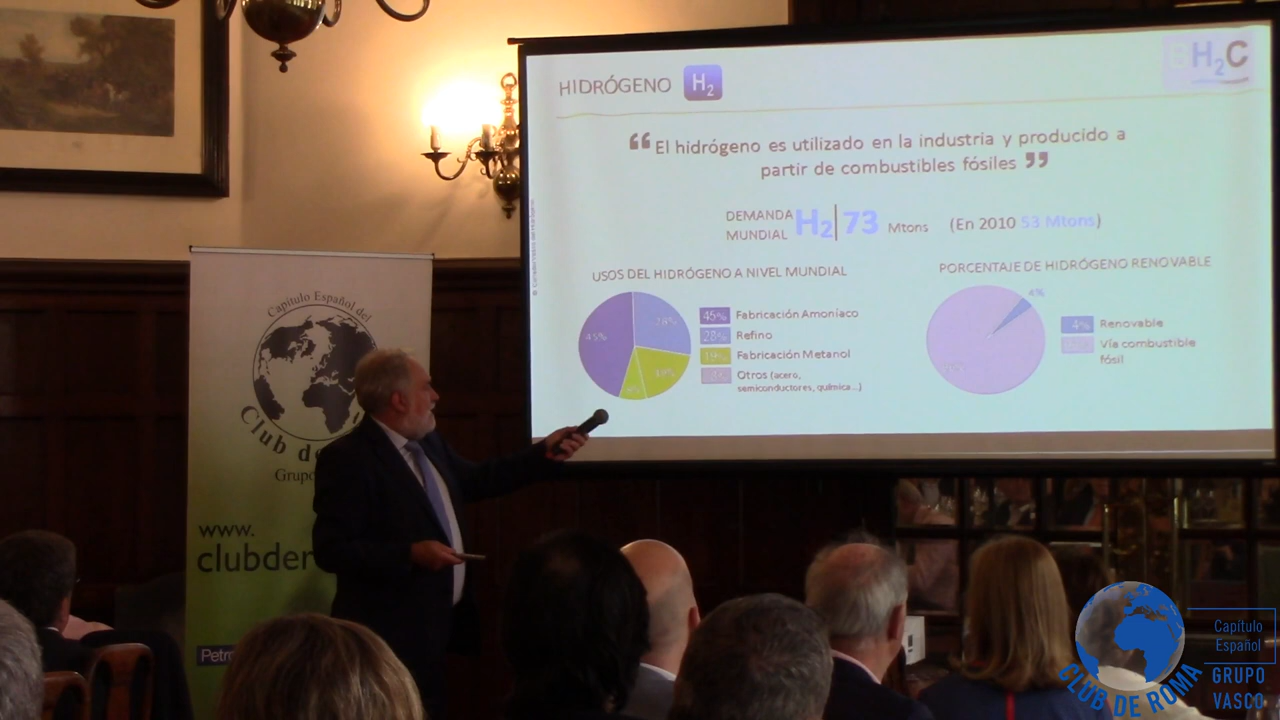 HIDRÓGENO H2
H2C
“ El hidrógeno es utilizado en la industria y producido a
partir de combustibles fósiles ”
DEMANDA
MUNDIAL
H2 73 Mtons (En 2010 53 Mtons)
USOS DEL HIDRÓGENO A NIVEL MUNDIAL
45%
28%
19%
8%
45% Fabricación Amoníaco
28% Refino
19% Fabricación Metanol
Otros (acero,
semiconductores, química...)
PORCENTAJE DE HIDRÓGENO RENOVABLE
4%
4% Renovable
Vía combustible
fósil
Capítulo Español del
Club de
Grupo
www.
clubder
Petr
CLUB DE ROMA
Capítulo
Español
GRUPO
VASCO